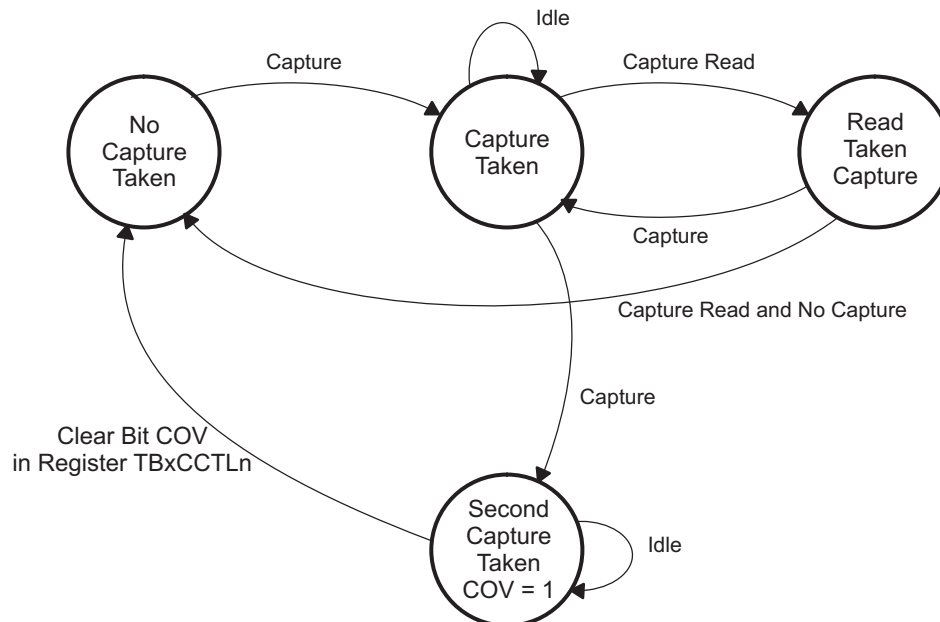 Idle
Capture
Capture Read
No
Capture
Taken
Capture
Taken
Read
Taken
Capture
Capture
Capture Read and No Capture
Capture
Clear Bit COV
in Register TBxCCTLn
Second
Capture
Taken
COV = 1
Idle